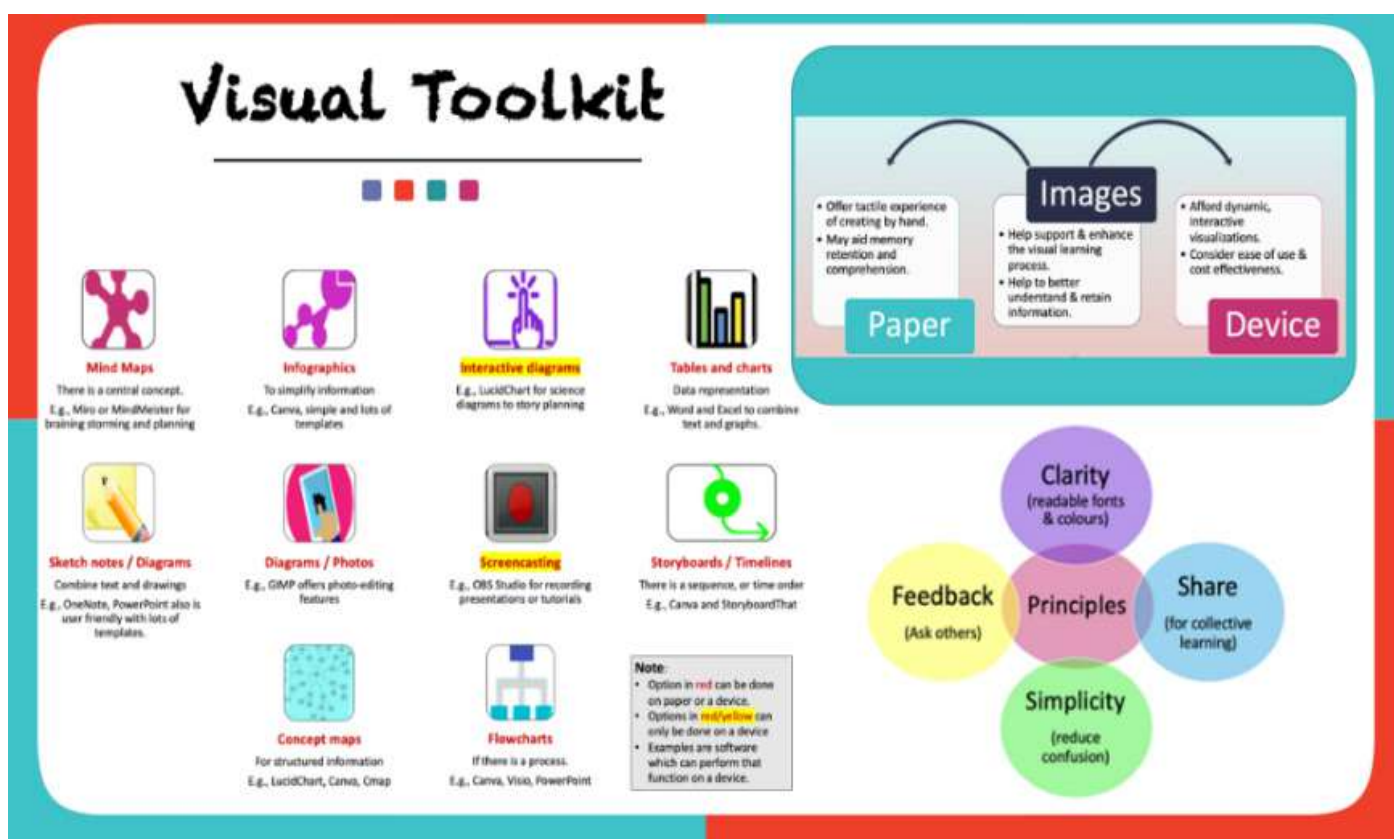 Visual Toolkit
Mind Maps
There is a central concept.
E.g., Miro or MindMeister for
braining storming and planning
Infographics
To simplify information
E.g., Canva, simple and lots of
templates
Interactive diagrams
E.g., LucidChart for science
diagrams to story planning
Tables and charts
Data representation
E.g., Word and Excel to combine
text and graphs.
Sketch notes / Diagrams
Combine text and drawings
E.g., OneNote, PowerPoint also is
user friendly with lots of
templates.
Diagrams / Photos
E.g., GIMP offers photo-editing
features
Screencasting
E.g., OBS Studio for recording
presentations or tutorials
Storyboards / Timelines
There is a sequence, or time order
E.g., Canva and StoryboardThat
Concept maps
For structured information
E.g., LucidChart, Canva, Cmap
Flowcharts
If there is a process.
E.g., Canva, Visio, PowerPoint
Note:
• Option in red can be done
on paper or a device.
• Options in red/yellow can
only be done on a device
• Examples are software
which can perform that
function on a device.
• Offer tactile experience
of creating by hand.
• May aid memory
retention and
comprehension.
Paper
Images
• Help support & enhance
the visual learning
process.
• Help to better
understand & retain
information.
• Afford dynamic,
interactive
visualizations.
• Consider ease of use &
cost effectiveness.
Device
Clarity
(readable fonts
& colours)
Feedback
(Ask others)
Principles
Share
(for collective
learning)
Simplicity
(reduce
confusion)